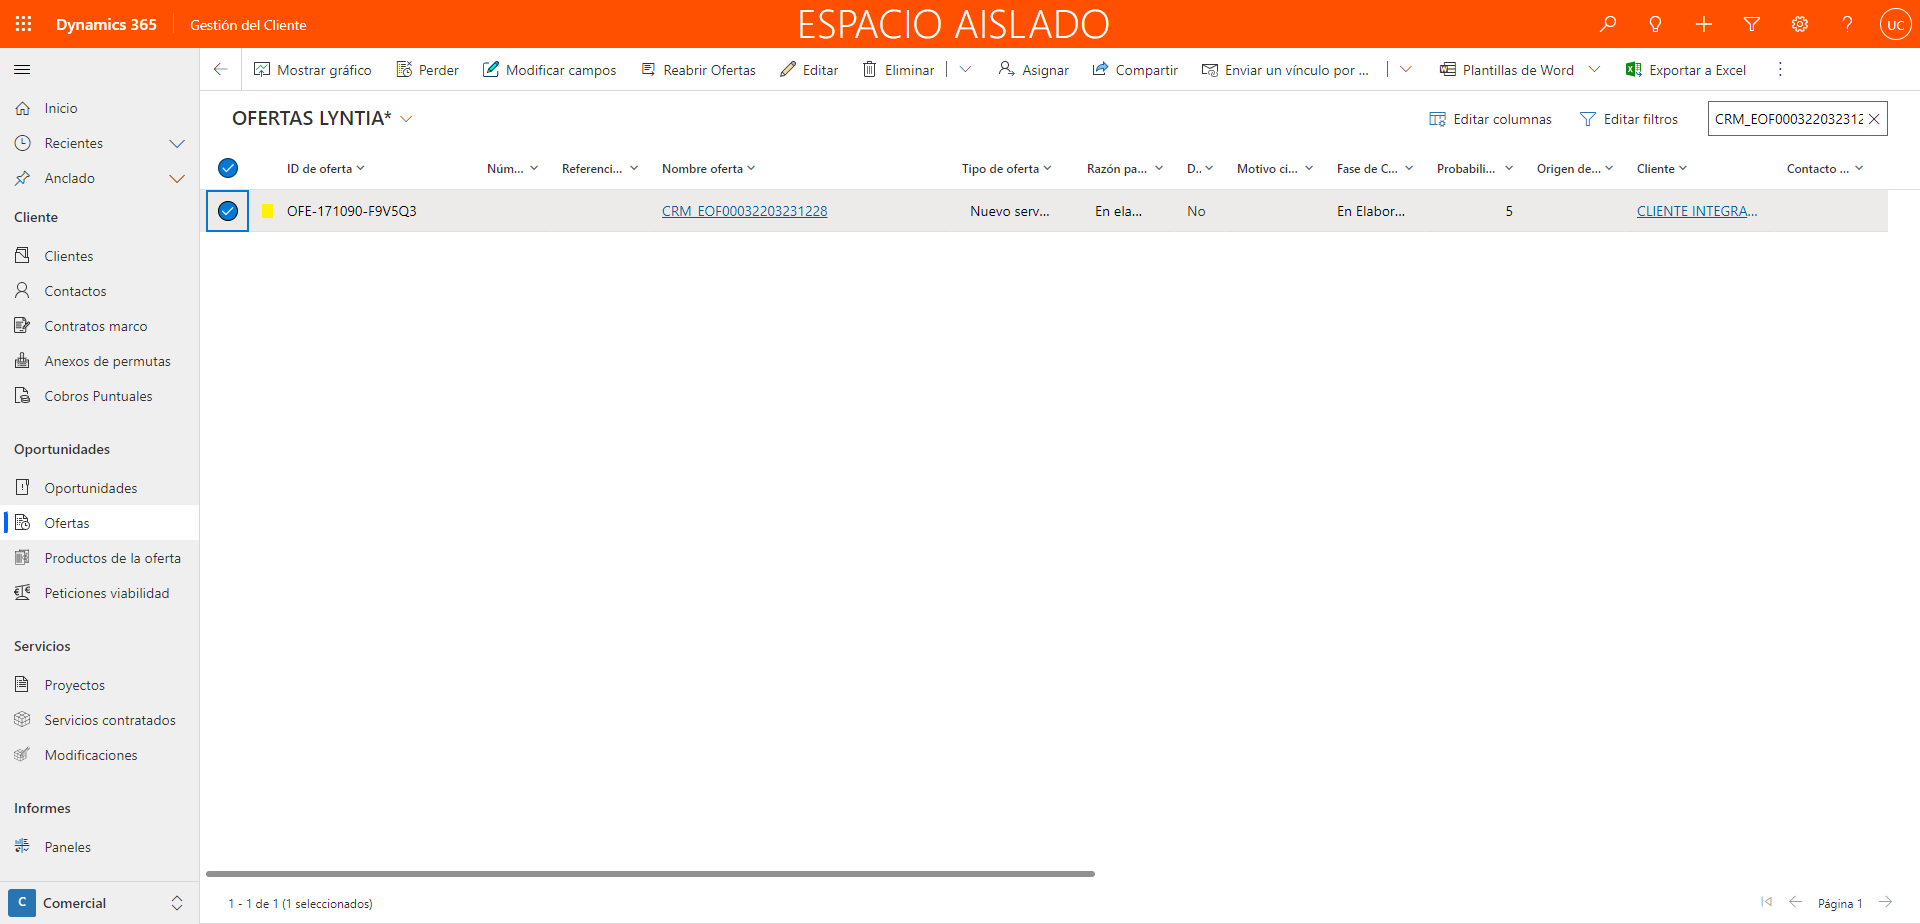 Dynamics 365
Gestión del Cliente
ESPACIO AISLADO
UC
Mostrar gráfico
Perder
Modificar campos
Reabrir Ofertas
Editar
Eliminar
Asignar
Compartir
Enviar un vínculo por ...
Plantillas de Word
Exportar a Excel
Inicio
Recientes
Anclado
Cliente
Clientes
Contactos
Contratos marco
Anexos de permutas
Cobros Puntuales
Oportunidades
Oportunidades
Ofertas
Productos de la oferta
Peticiones viabilidad
Servicios
Proyectos
Servicios contratados
Modificaciones
Informes
Paneles
C Comercial
OFERTAS LYNTIA*
Editar columnas
Editar filtros
CRM_EOF00032203231
ID de oferta Núm... Referenci... Nombre oferta Tipo de oferta Razón pa... D.. Motivo ci... Fase de C... Probabili... Origen de... Cliente Contacto ...
OFE-171090-F9V5Q3 CRM_EOF00032203231228 Nuevo serv... En ela... No En Elabor... 5 CLIENTE INTEGRA...
1 - 1 de 1 (1 seleccionados)
Página 1